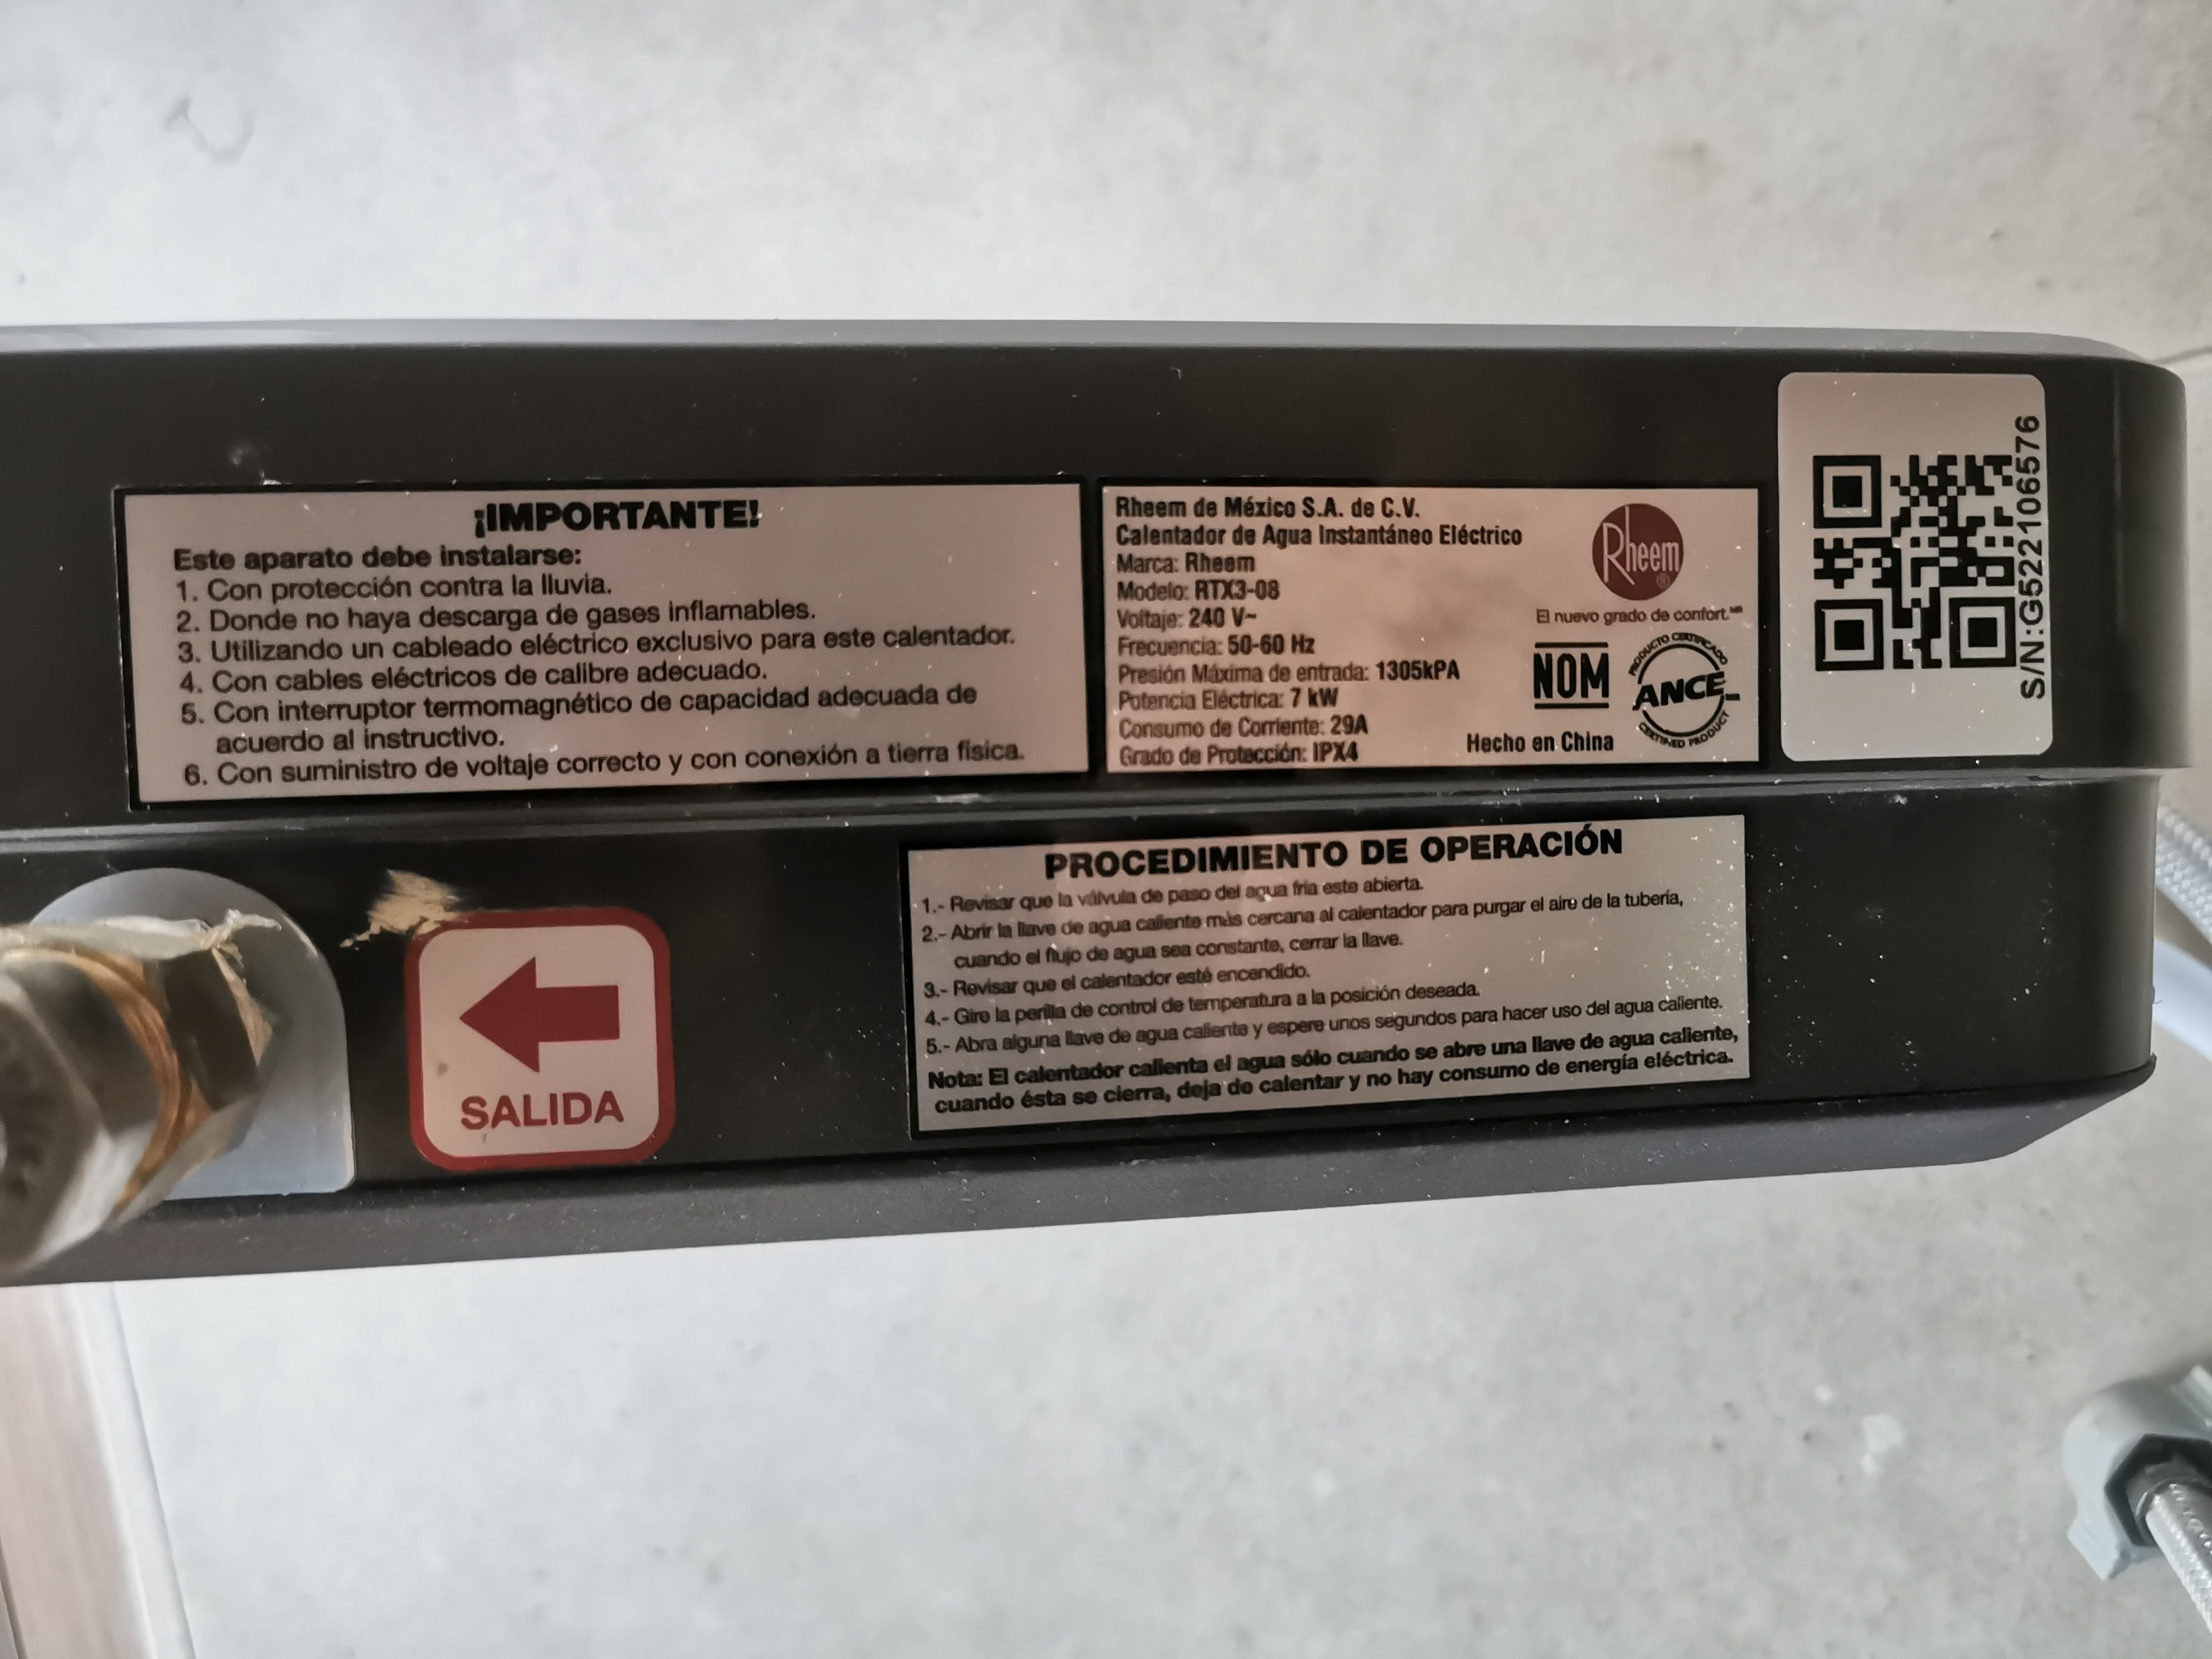 ¡IMPORTANTE!
Este aparato debe instalarse:
1. Con protección contra la lluvia.
2. Donde no haya descarga de gases inflamables.
3. Utilizando un cableado eléctrico exclusivo para este calentador.
4. Con cables eléctricos de calibre adecuado.
5. Con interruptor termomagnético de capacidad adecuada de
acuerdo al instructivo.
6. Con suministro de voltaje correcto y con conexión a tierra física.
Rheem de México S.A. de C.V.
Calentador de Agua Instantáneo Eléctrico
Marca: Rheem
Modelo: RTX3-08
Voltaje: 240 V~
Frecuencia: 50-60 Hz
Presión Máxima de entrada: 1305kPA
Potencia Eléctrica: 7 kW
Consumo de Corriente: 29A
Grado de Protección: IPX4
Rheem®
El nuevo grado de confort.MR
NOM
PRODUCTO CERTIFICADO
ANCE
CERTIFIED PRODUCT
Hecho en China
S/N:G522106576
SALIDA
PROCEDIMIENTO DE OPERACIÓN
1.- Revisar que la válvula de paso del agua fria este abierta.
2.- Abrir la llave de agua caliente más cercana al calentador para purgar el aire de la tubería,
cuando el flujo de agua sea constante, cerrar la llave.
3.- Revisar que el calentador esté encendido.
4.- Gire la perilla de control de temperatura a la posición deseada.
5.- Abra alguna llave de agua caliente y espere unos segundos para hacer uso del agua caliente.
Nota: El calentador calienta el agua sólo cuando se abre una llave de agua caliente,
cuando ésta se cierra, deja de calentar y no hay consumo de energía eléctrica.